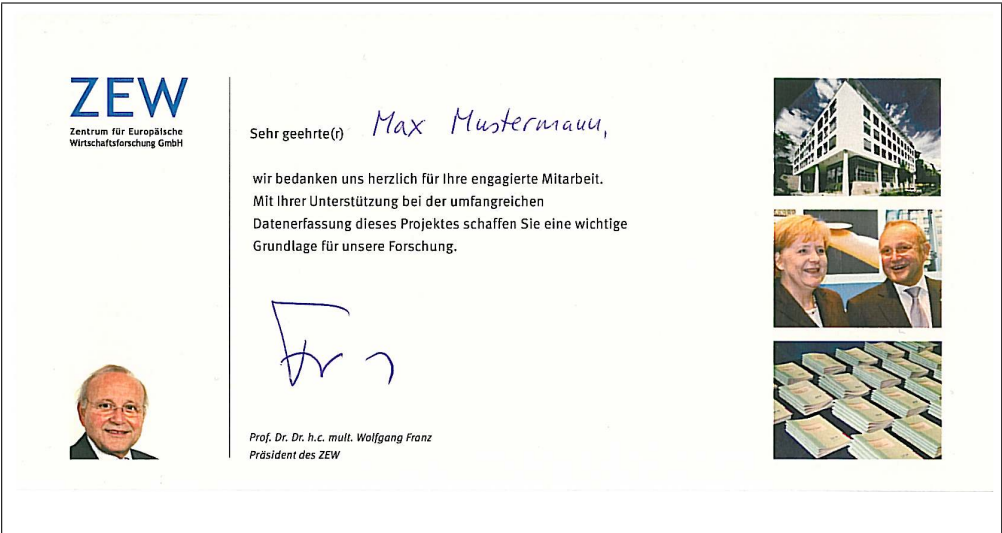 ZEW
Zentrum für Europäische
Wirtschaftsforschung GmbH
Sehr geehrte(r) Max Mustermann,
wir bedanken uns herzlich für Ihre engagierte Mitarbeit.
Mit Ihrer Unterstützung bei der umfangreichen
Datenerfassung dieses Projektes schaffen Sie eine wichtige
Grundlage für unsere Forschung.
Prof. Dr. Dr. h.c. mult. Wolfgang Franz
Präsident des ZEW